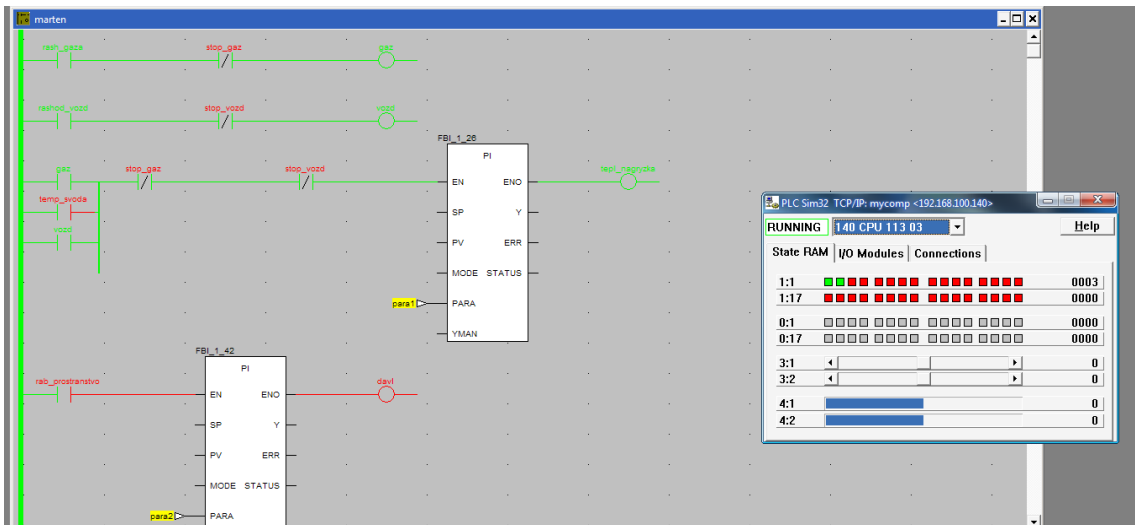 marten
rash_gaza stop_gaz gaz
rashod_vozd stop_vozd vozd
FBI_1_26
PI
gaz stop_gaz stop_vozd EN ENO tepl_nagryzka
temp_svoda SP Y
vozd PV ERR
MODE STATUS
para1 PARA
YMAN
FBI_1_42
PI
rab_prostranstvo EN ENO davl
SP Y
PV ERR
MODE STATUS
para2 PARA
PLC Sim32 TCP/IP: mycomp <192.168.100.140>
RUNNING 140 CPU 113 03 Help
State RAM I/O Modules Connections
1:1 0003
1:17 0000
0:1 0000
0:17 0000
3:1 0
3:2 0
4:1 0
4:2 0